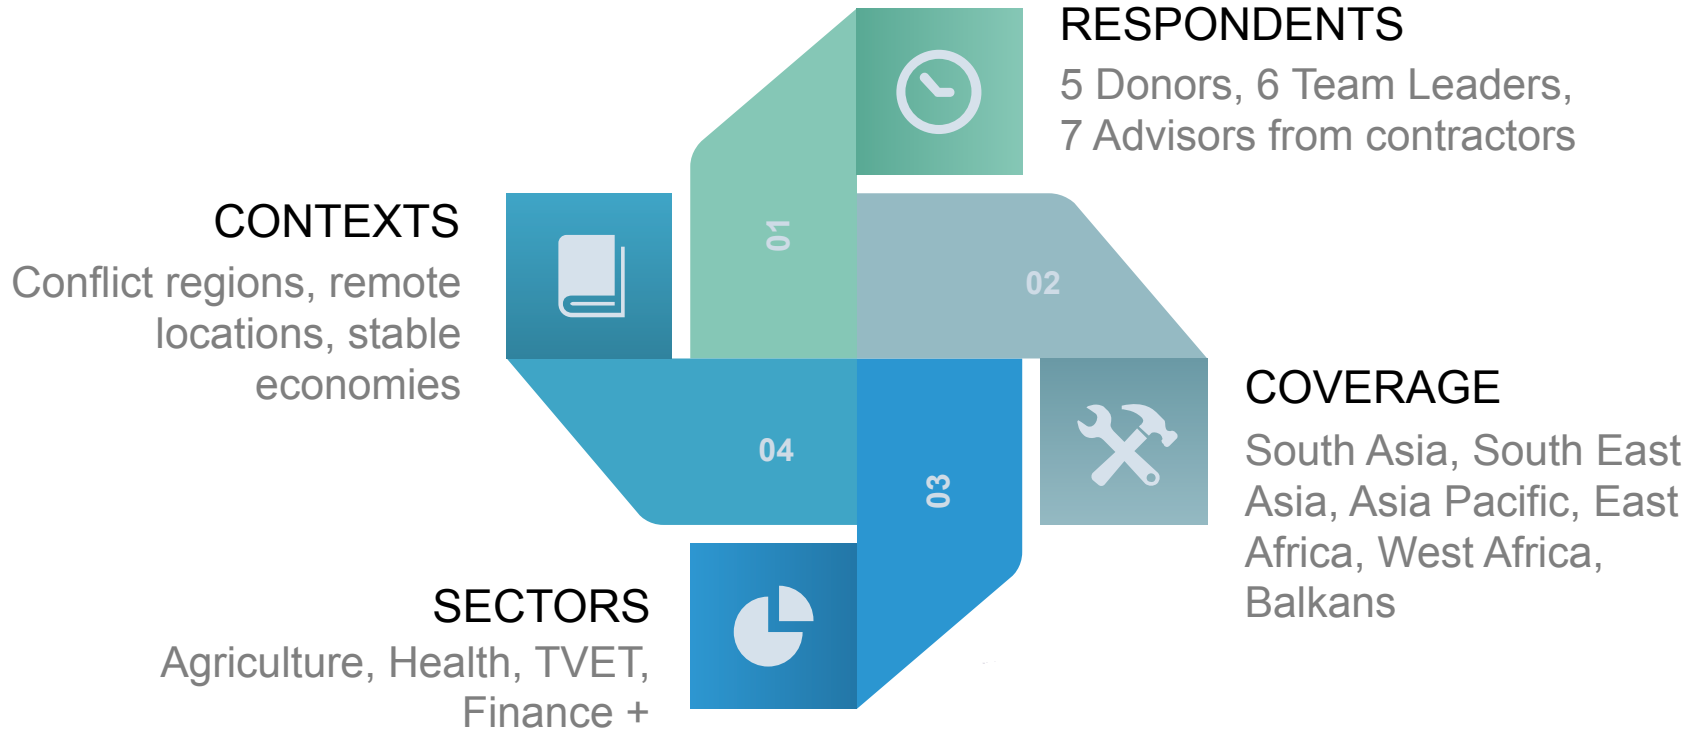 RESPONDENTS
5 Donors, 6 Team Leaders,
7 Advisors from contractors
01
02
COVERAGE
South Asia, South East
Asia, Asia Pacific, East
Africa, West Africa,
Balkans
03
SECTORS
Agriculture, Health, TVET,
Finance +
04
CONTEXTS
Conflict regions, remote
locations, stable
economies